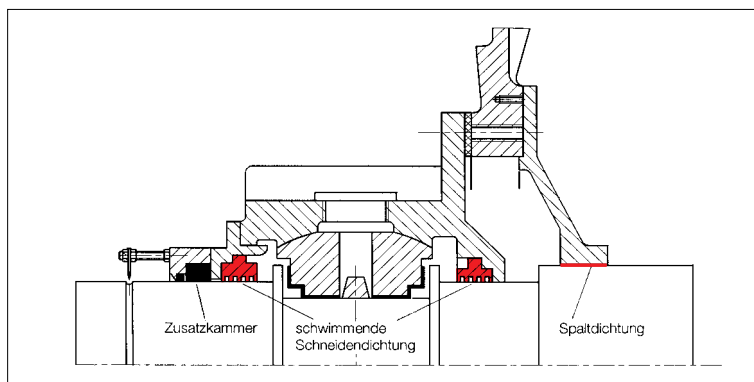 Zusatzkammer
schwimmende
Schneidendichtung
Spaltdichtung